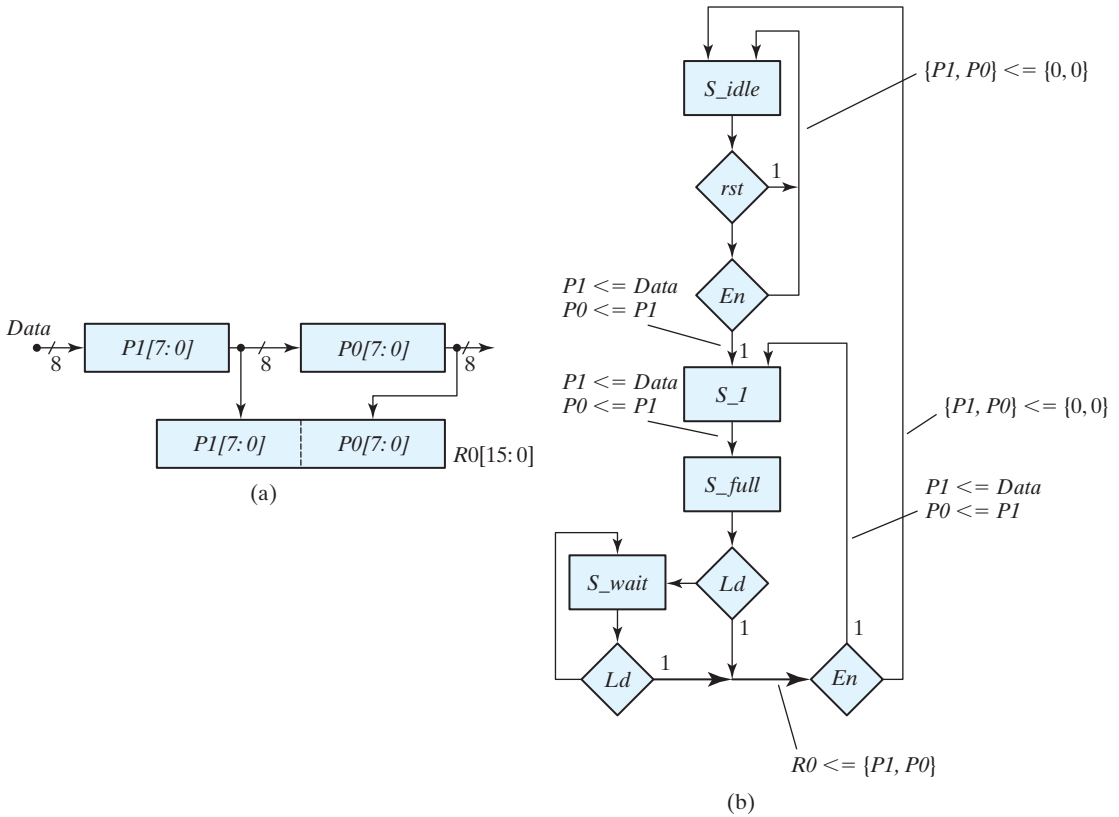 Data
8
P1[7:0]
8
P0[7:0]
8
P1[7:0]
P0[7:0]
R0[15:0]
(a)
S_idle
{P1, P0} <= {0, 0}
rst
1
En
P1 <= Data
P0 <= P1
1
S_1
P1 <= Data
P0 <= P1
{P1, P0} <= {0, 0}
S_full
P1 <= Data
P0 <= P1
S_wait
Ld
1
1
Ld
1
En
R0 <= {P1, P0}
(b)